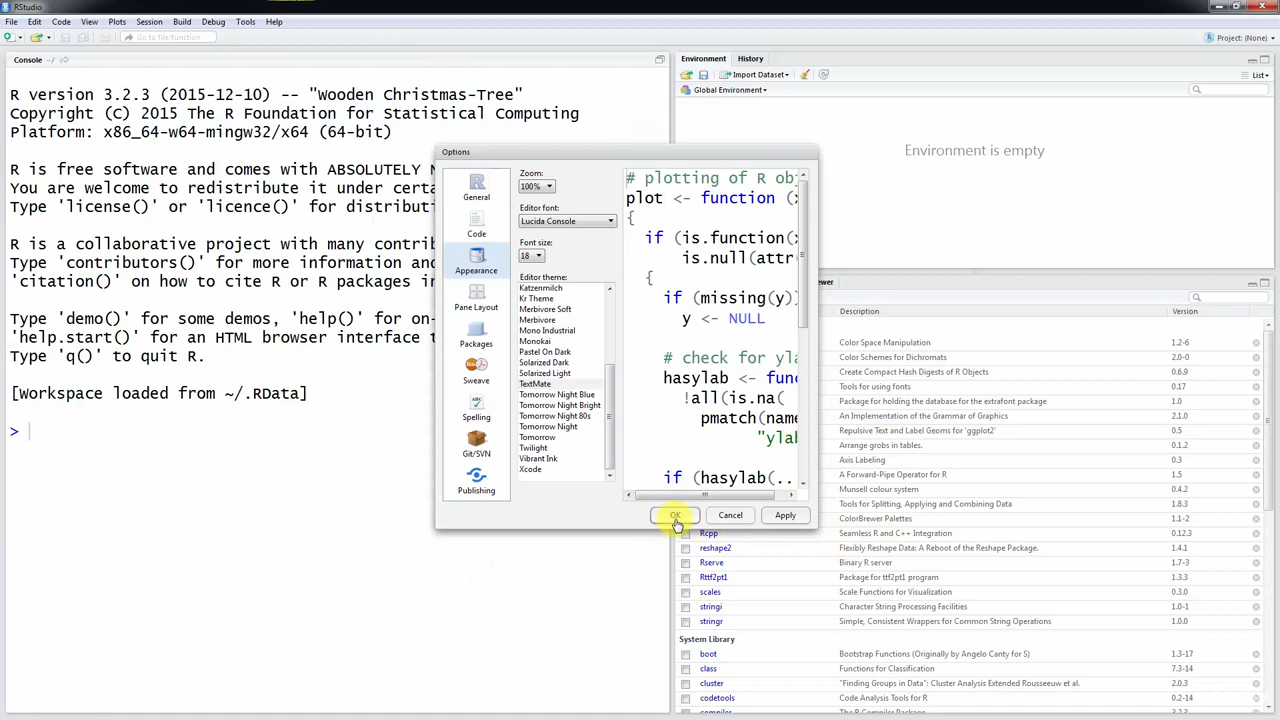 RStudio
File Edit Code View Plots Session Build Debug Tools Help
Go to file/function
Project: (None)
Console ~/
R version 3.2.3 (2015-12-10) -- "Wooden Christmas-Tree"
Copyright (C) 2015 The R Foundation for Statistical Computing
Platform: x86_64-w64-mingw32/x64 (64-bit)
R is free software and comes with ABSOLUTELY
You are welcome to redistribute it under certa
Type 'license()' or 'licence()' for distributi
R is a collaborative project with many contrib
Type 'contributors()' for more information and
'citation()' on how to cite R or R packages i
Type 'demo()' for some demos, 'help()' for on-
'help.start()' for an HTML browser interface t
Type 'q()' to quit R.
[Workspace loaded from ~/.RData]
>
Options
General
Code
Appearance
Pane Layout
Packages
Sweave
Spelling
Git/SVN
Publishing
Zoom:
100%
Editor font:
Lucida Console
Font size:
18
Editor theme:
Katzenmilch
Kr Theme
Merbivore Soft
Merbivore
Mono Industrial
Monokai
Pastel On Dark
Solarized Dark
Solarized Light
TextMate
Tomorrow Night Blue
Tomorrow Night Bright
Tomorrow Night 80s
Tomorrow Night
Tomorrow
Twilight
Vibrant Ink
Xcode
# plotting of R obj
plot <- function (x
{
if (is.function(x
is.null(attr(
{
if (missing(y))
y <- NULL
# check for yla
hasylab <- func
!all(is.na(
pmatch(name
"ylab
if (hasylab(..
OK Cancel Apply
Environment History
Import Dataset List
Global Environment
Environment is empty
ewer
Description Version
Color Space Manipulation 1.2-6
Color Schemes for Dichromats 2.0-0
Create Compact Hash Digests of R Objects 0.6.9
Tools for using fonts 0.17
Package for holding the database for the extrafont package 1.0
An Implementation of the Grammar of Graphics 2.1.0
Repulsive Text and Label Geoms for 'ggplot2' 0.5
Arrange grobs in tables. 0.1.2
Axis Labeling 0.3
A Forward-Pipe Operator for R 1.5
Munsell colour system 0.4.2
Tools for Splitting, Applying and Combining Data 1.8.3
ColorBrewer Palettes 1.1-2
Rcpp Seamless R and C++ Integration 0.12.3
reshape2 Flexibly Reshape Data: A Reboot of the Reshape Package. 1.4.1
Rserve Binary R server 1.7-3
Rttf2pt1 Package for ttf2pt1 program 1.3.3
scales Scale Functions for Visualization 0.3.0
stringi Character String Processing Facilities 1.0-1
stringr Simple, Consistent Wrappers for Common String Operations 1.0.0
System Library
boot Bootstrap Functions (Originally by Angelo Canty for S) 1.3-17
class Functions for Classification 7.3-14
cluster "Finding Groups in Data": Cluster Analysis Extended Rousseeuw et al. 2.0.3
codetools Code Analysis Tools for R 0.2-14